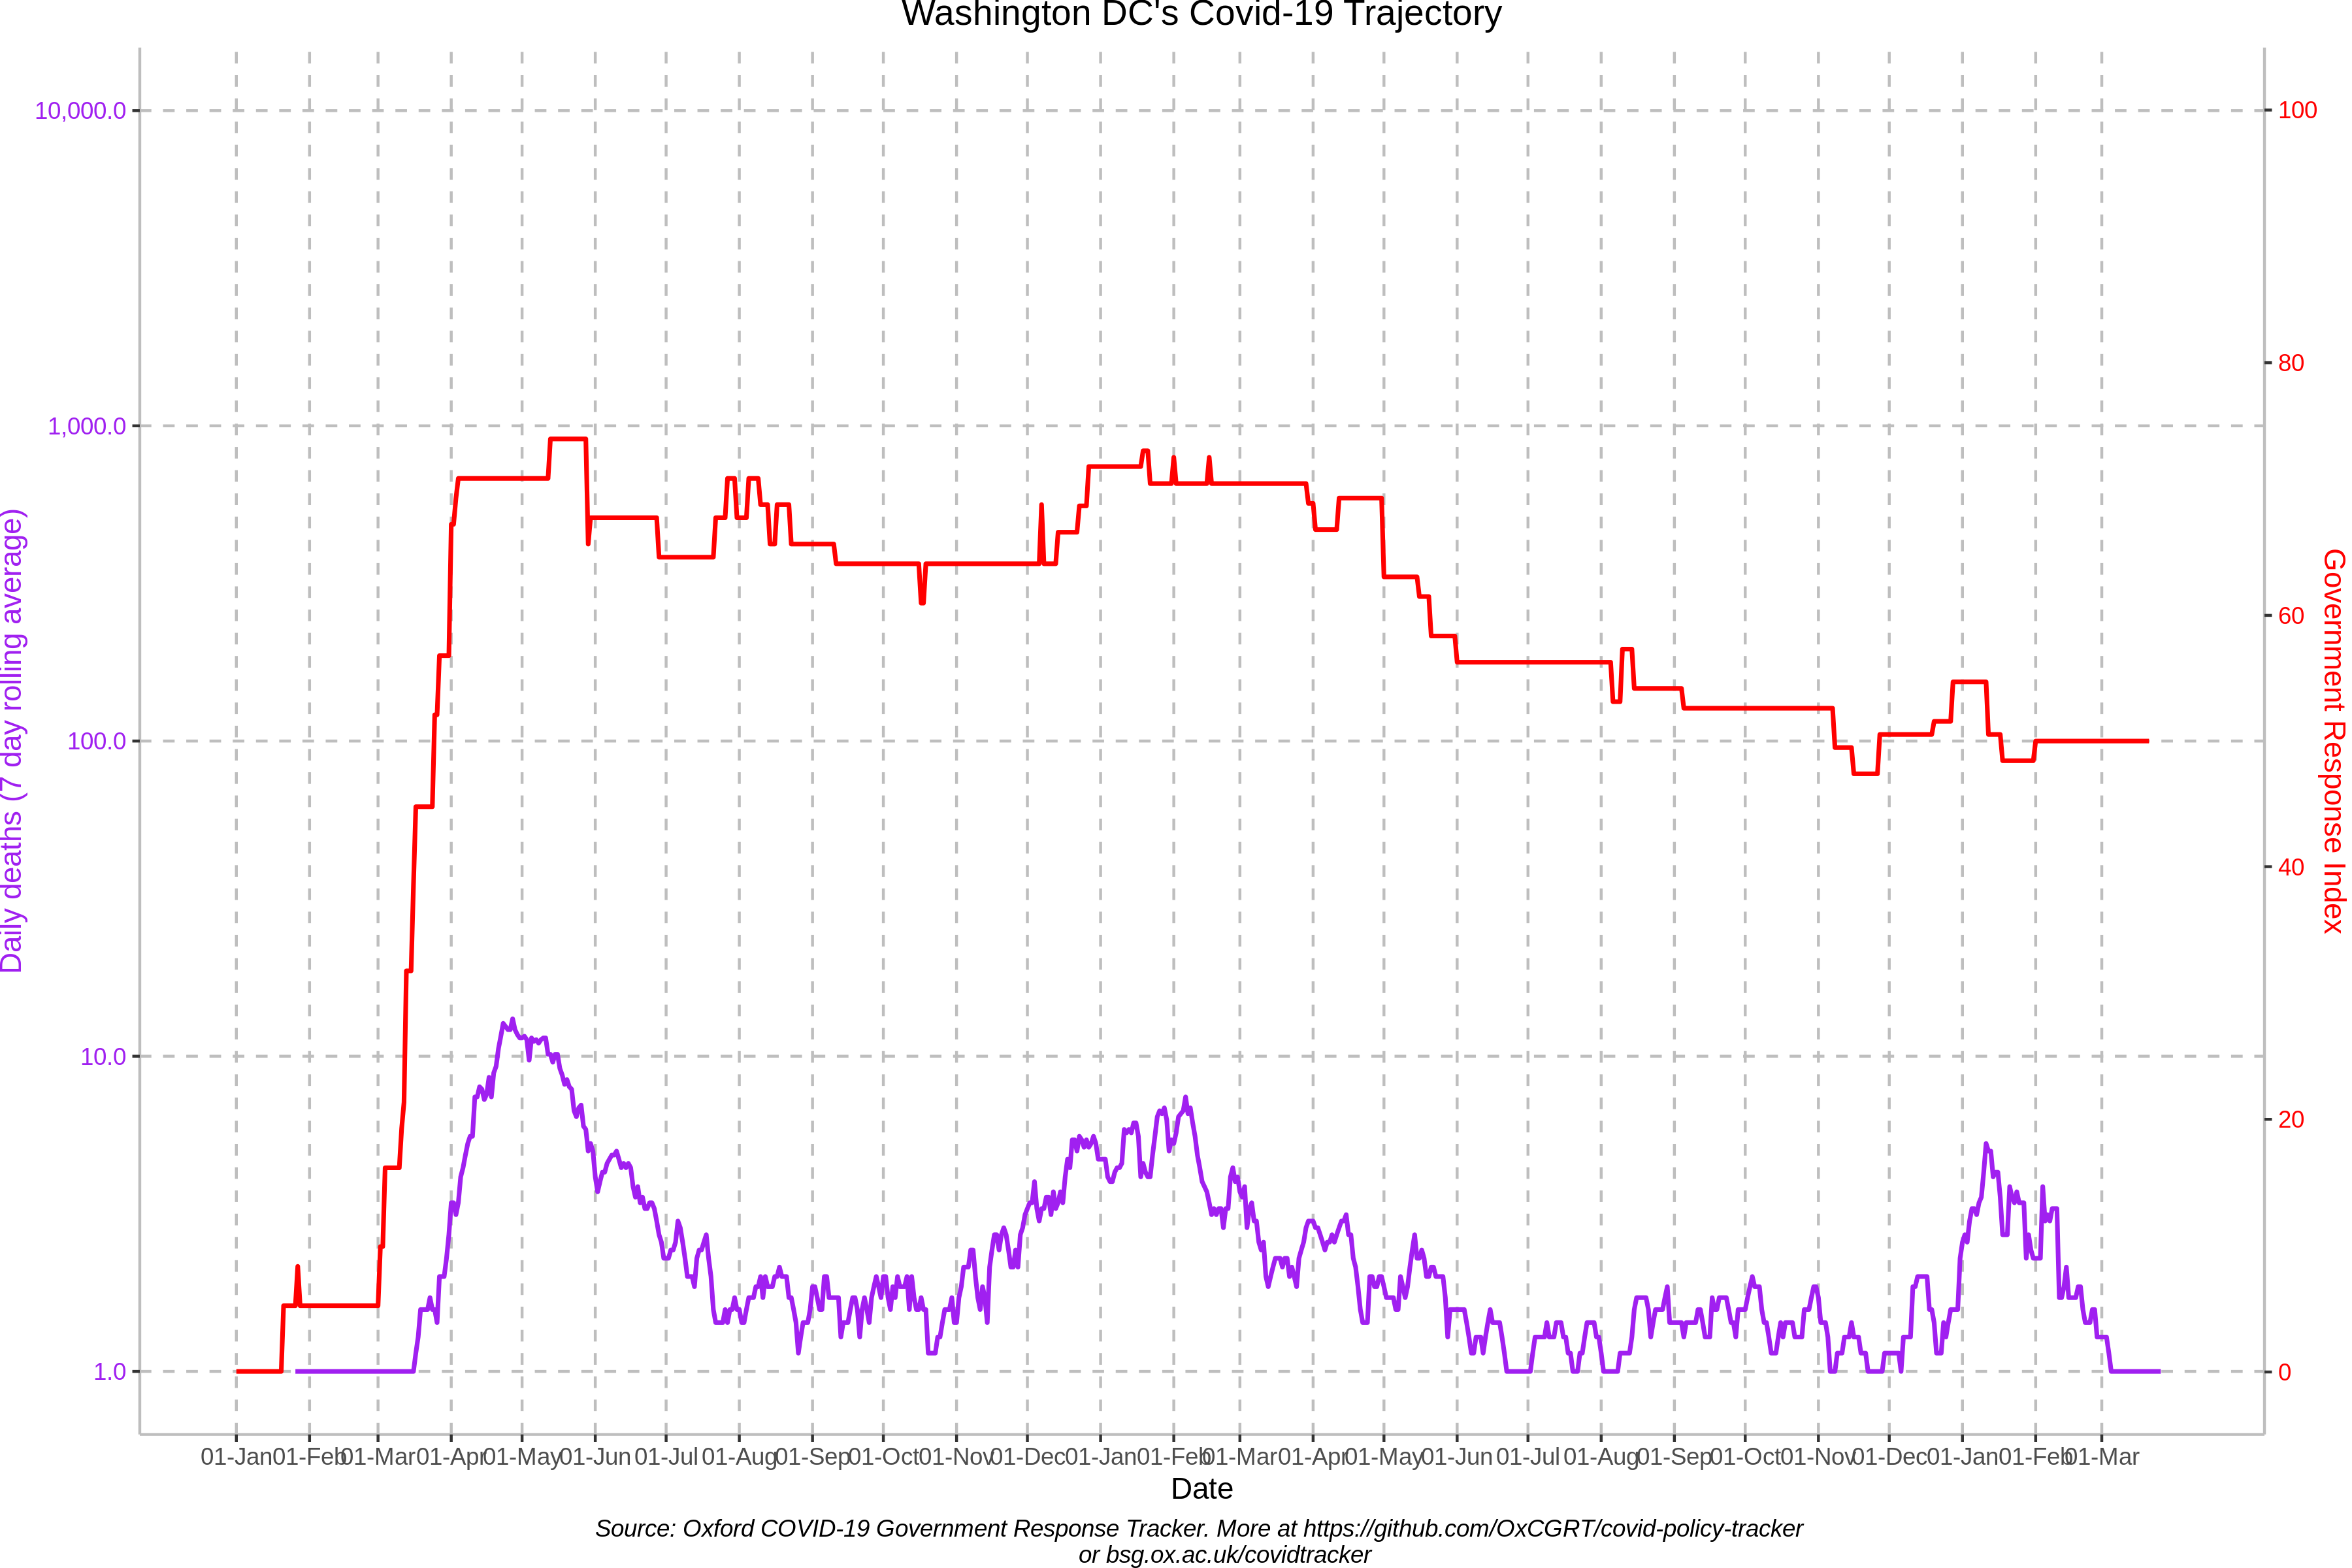 Washington DC's Covid-19 Trajectory
10,000.0
1,000.0
100.0
10.0
1.0
Daily deaths (7 day rolling average)
100
80
60
40
20
0
Government Response Index
01-Jan 01-Feb 01-Mar 01-Apr 01-May 01-Jun 01-Jul 01-Aug 01-Sep 01-Oct 01-Nov 01-Dec 01-Jan 01-Feb 01-Mar 01-Apr 01-May 01-Jun 01-Jul 01-Aug 01-Sep 01-Oct 01-Nov 01-Dec 01-Jan 01-Feb 01-Mar
Date
Source: Oxford COVID-19 Government Response Tracker. More at https://github.com/OxCGRT/covid-policy-tracker
or bsg.ox.ac.uk/covidtracker